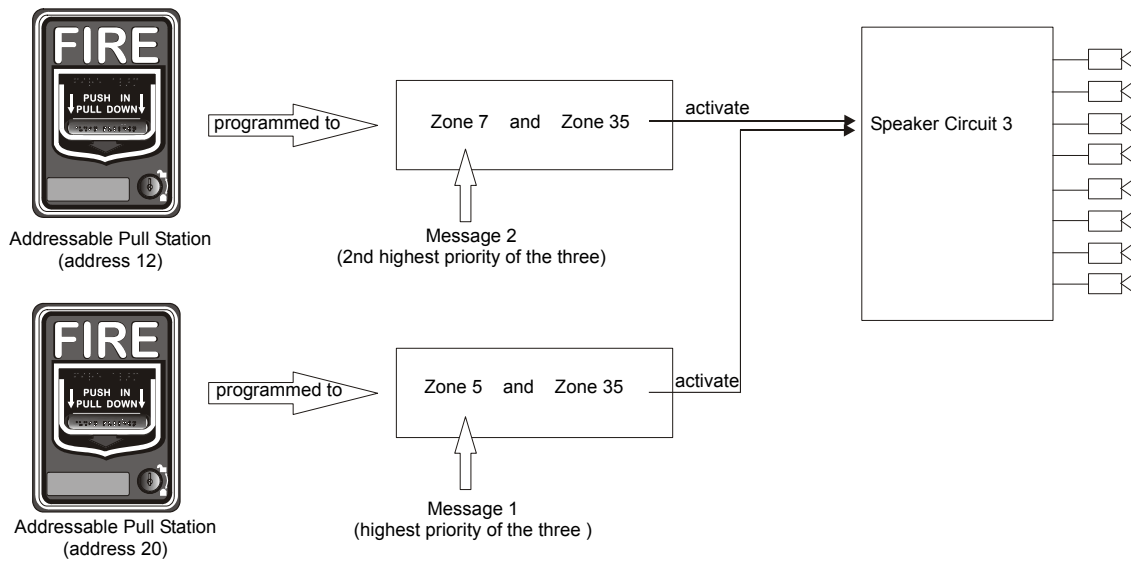 FIRE
PUSH IN
PULL DOWN
Addressable Pull Station
(address 12)
programmed to
Zone 7 and Zone 35
activate
Speaker Circuit 3
Message 2
(2nd highest priority of the three)
FIRE
PUSH IN
PULL DOWN
Addressable Pull Station
(address 20)
programmed to
Zone 5 and Zone 35
activate
Message 1
(highest priority of the three )